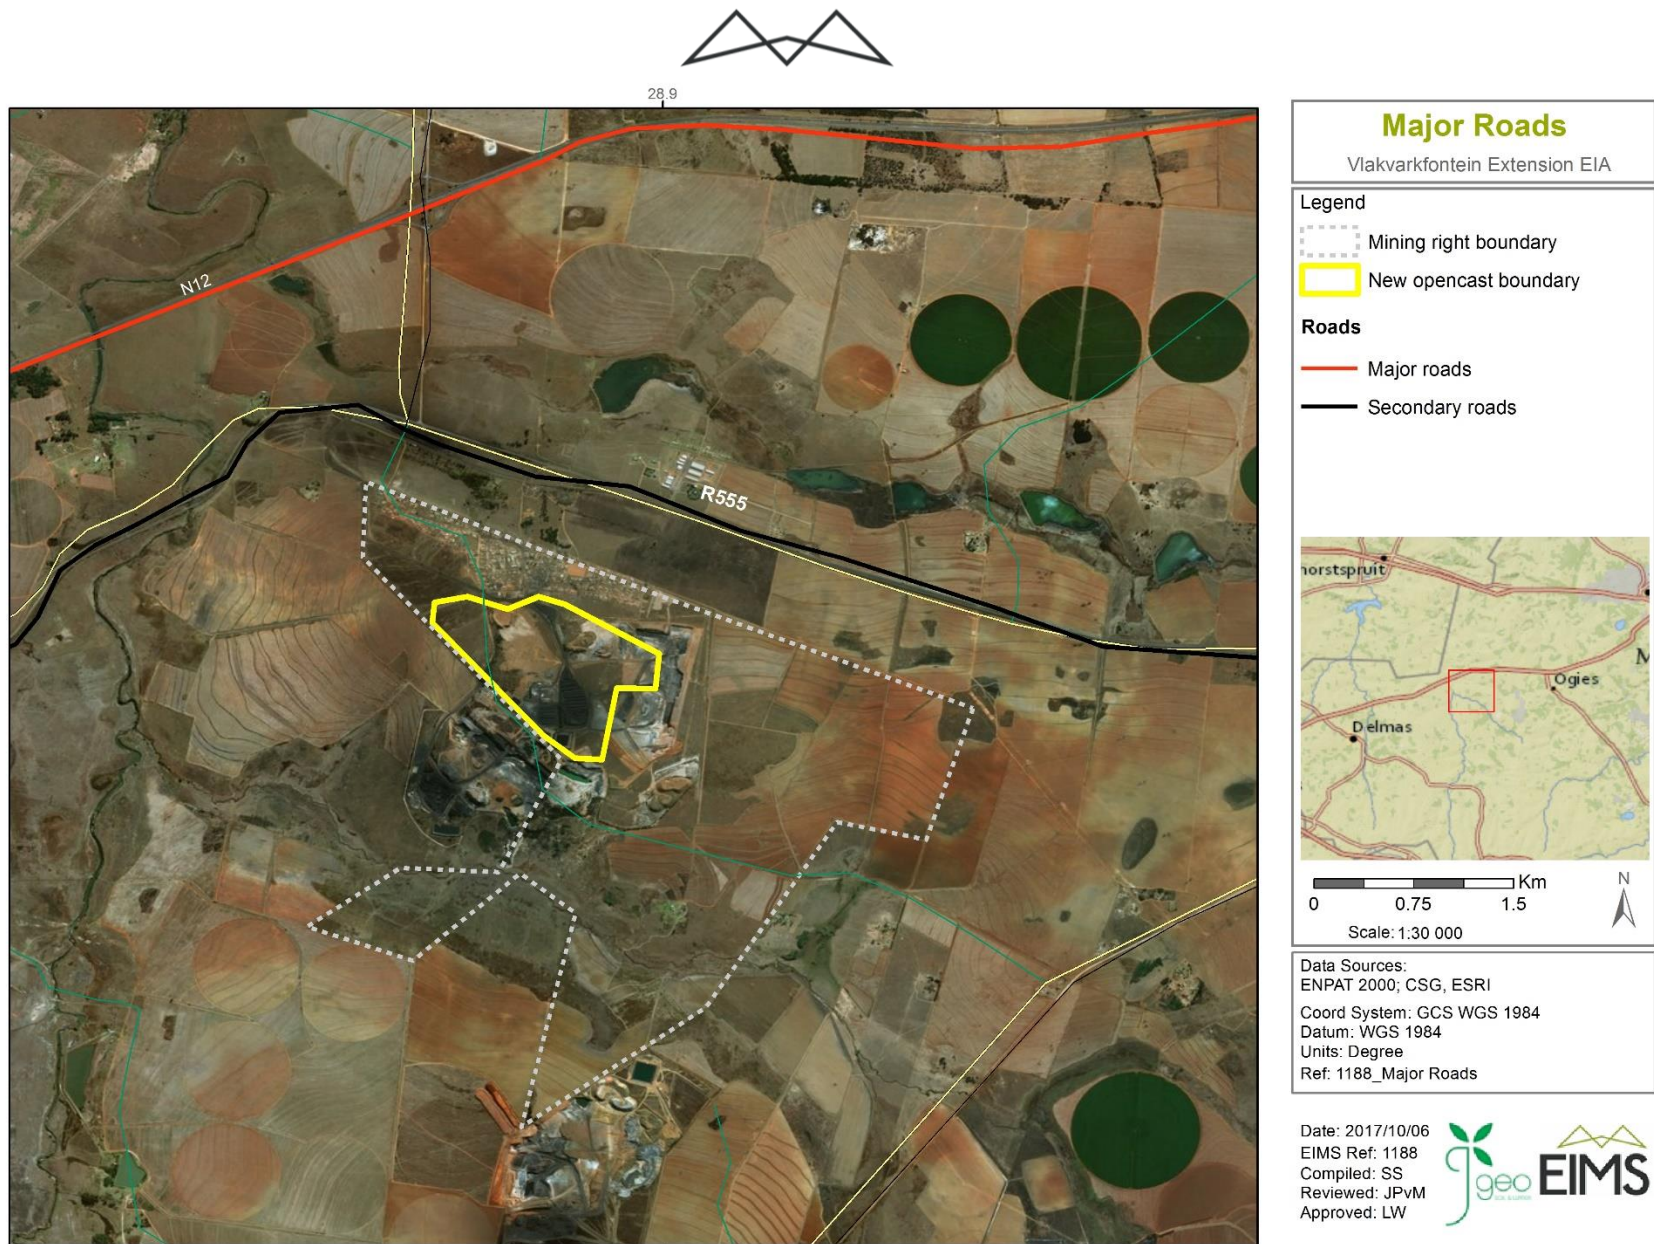 28.9
N12
R555
Major Roads
Vlakvarkfontein Extension EIA
Legend
Mining right boundary
New opencast boundary
Roads
Major roads
Secondary roads
horstspruit
M
Ogies
Delmas
Km
0 0.75 1.5
N
Scale: 1:30 000
Data Sources:
ENPAT 2000; CSG, ESRI
Coord System: GCS WGS 1984
Datum: WGS 1984
Units: Degree
Ref: 1188_Major Roads
Date: 2017/10/06
EIMS Ref: 1188
Compiled: SS
Reviewed: JPvM
Approved: LW
geo
EIMS